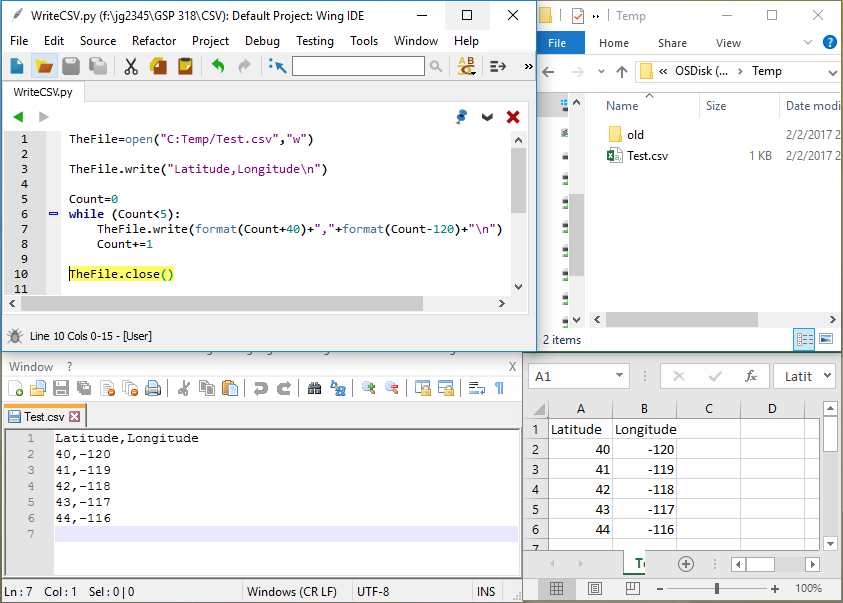 WriteCSV.py (f:\jg2345\GSP 318\CSV): Default Project: Wing IDE
File Edit Source Refactor Project Debug Testing Tools Window Help
WriteCSV.py
1 TheFile=open("C:Temp/Test.csv","w")
2
3 TheFile.write("Latitude,Longitude\n")
4
5 Count=0
6 while (Count<5):
7 TheFile.write(format(Count+40)+","+format(Count-120)+"\n")
8 Count+=1
9
10 TheFile.close()
11
Line 10 Cols 0-15 - [User]
Temp
File Home Share View
« OSDisk (... > Temp
Name Size Date modi
old 2/2/2017 2
Test.csv 1 KB 2/2/2017 2
2 items
Window ? X
Test.csv
1 Latitude,Longitude
2 40,-120
3 41,-119
4 42,-118
5 43,-117
6 44,-116
7
Ln : 7 Col : 1 Sel : 0 | 0 Windows (CR LF) UTF-8 INS
A1 fx Latit
A B C D
1 Latitude Longitude
2 40 -120
3 41 -119
4 42 -118
5 43 -117
6 44 -116
7
100%